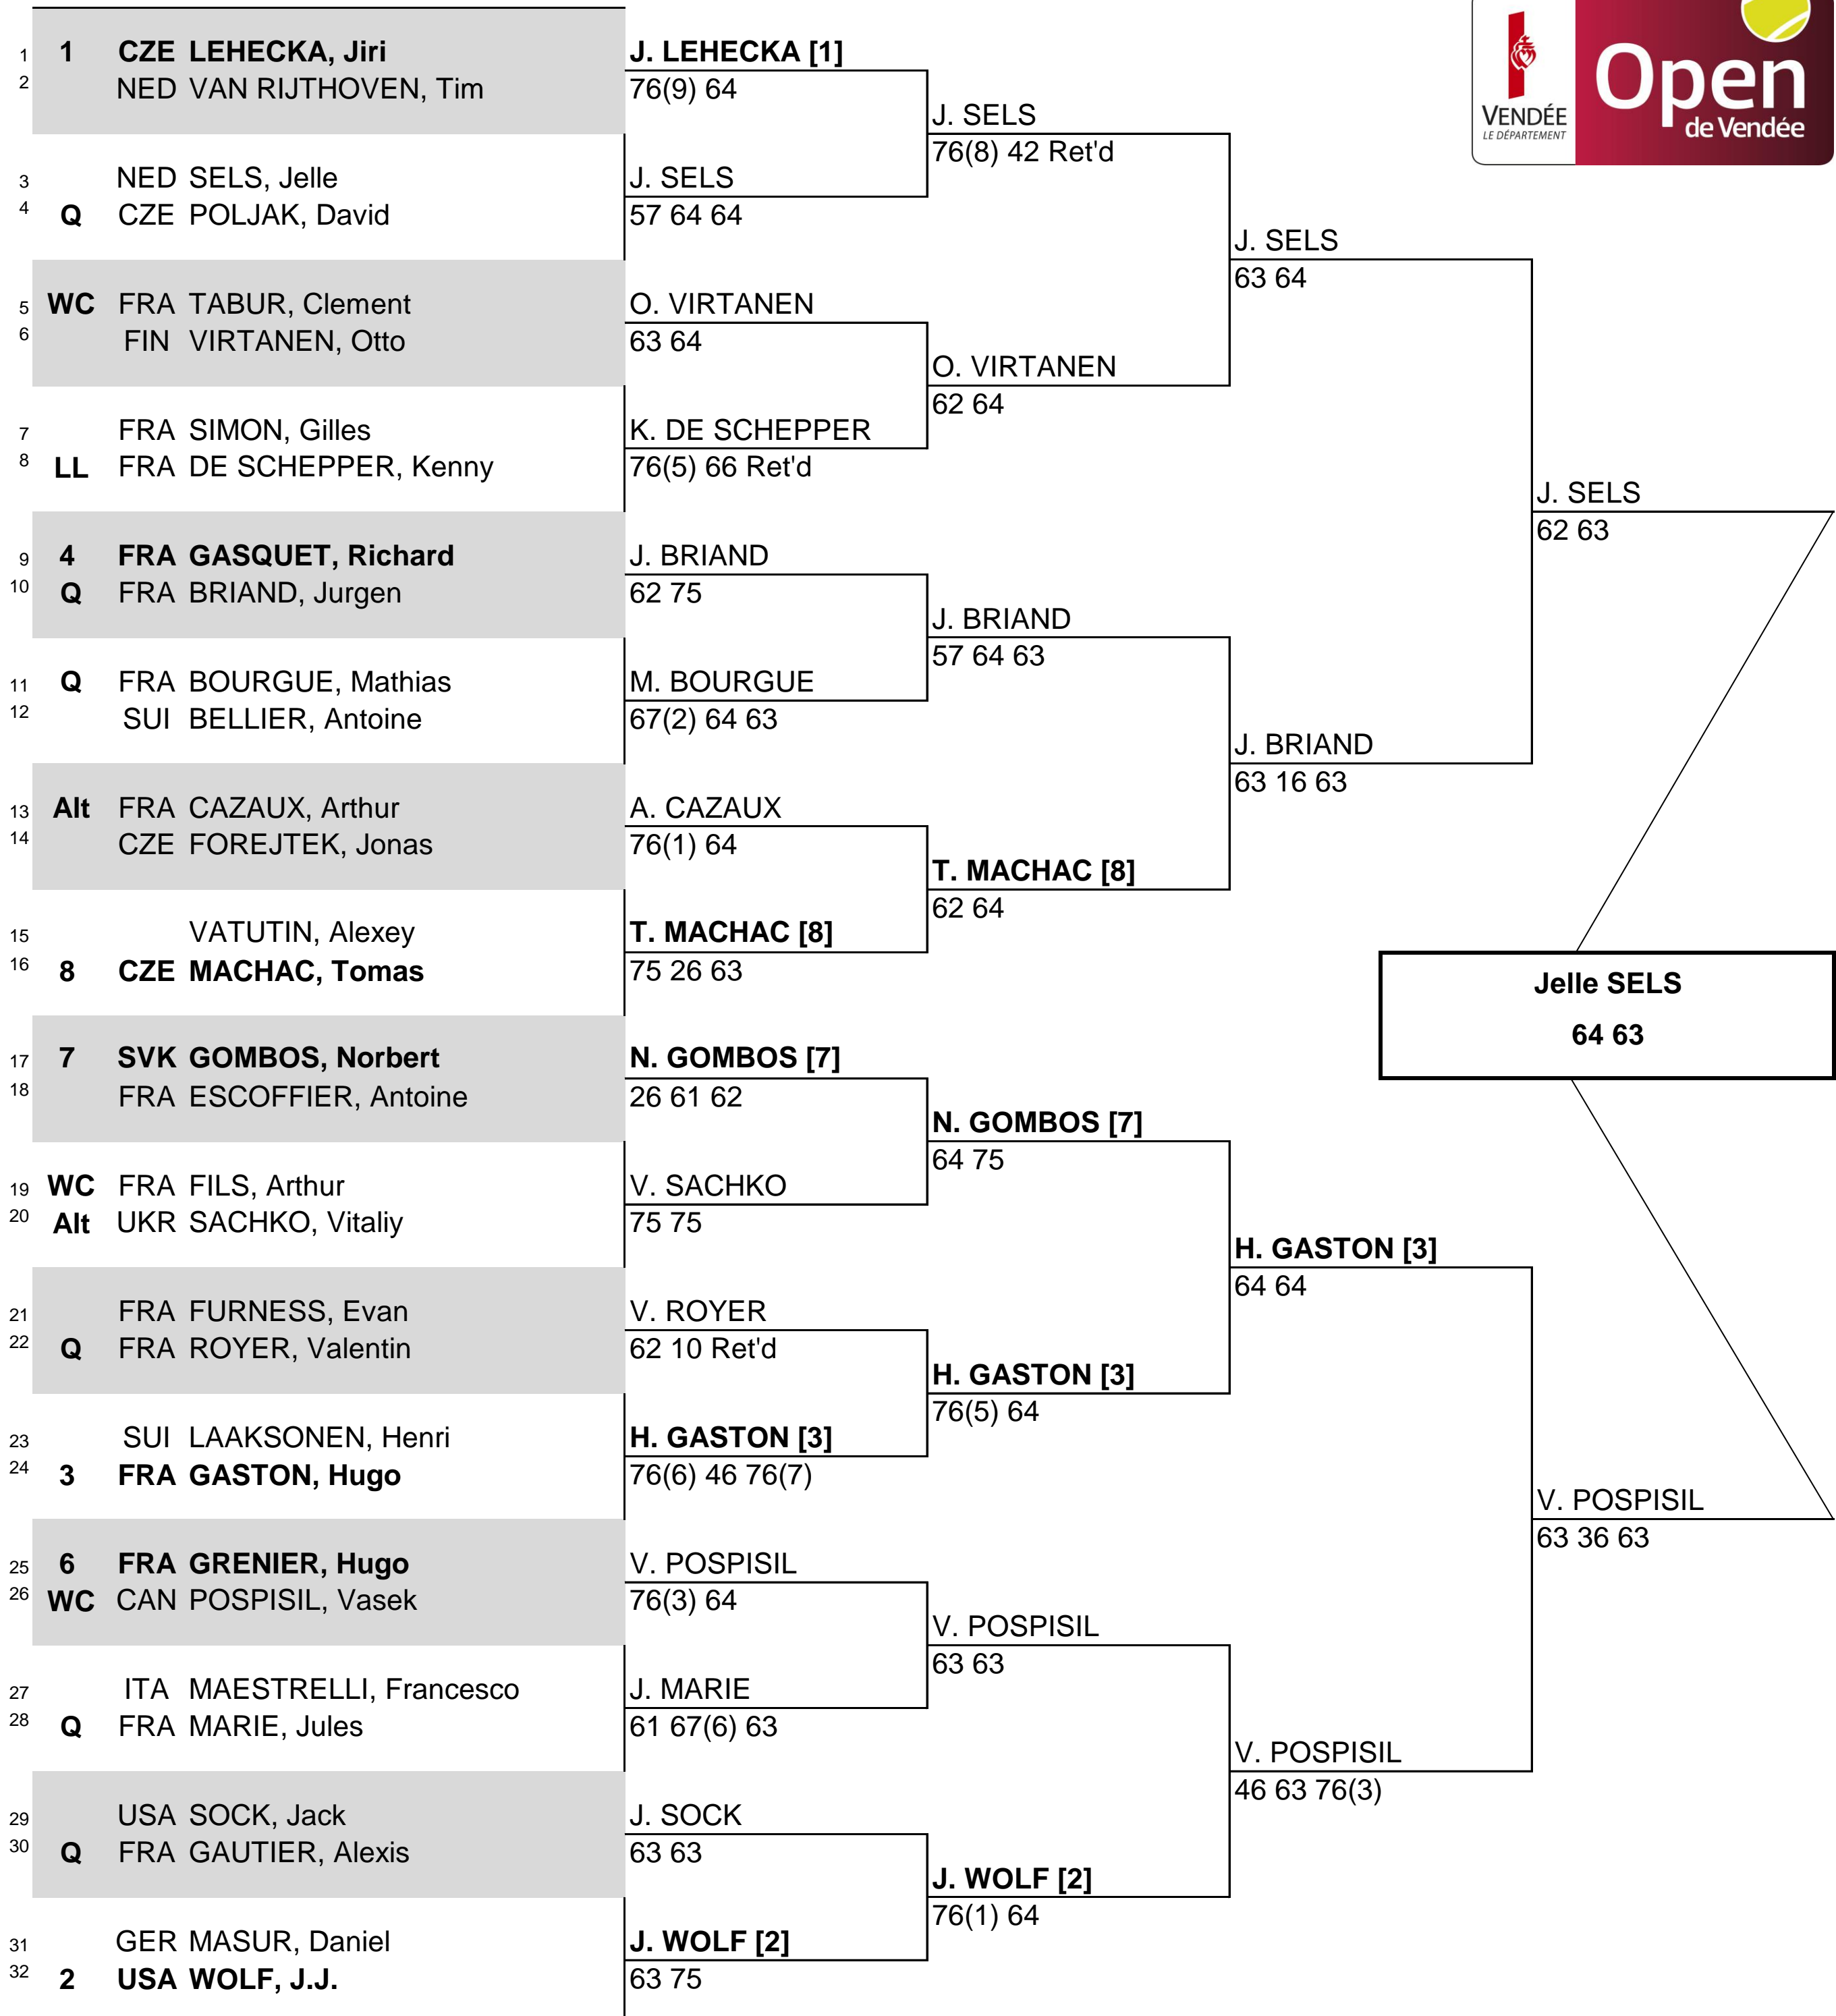 VENDÉE
LE DÉPARTEMENT
Open
de Vendée
1 1 CZE LEHECKA, Jiri
2 NED VAN RIJTHOVEN, Tim
3 NED SELS, Jelle
4 Q CZE POLJAK, David
5 WC FRA TABUR, Clement
6 FIN VIRTANEN, Otto
7 FRA SIMON, Gilles
8 LL FRA DE SCHEPPER, Kenny
9 4 FRA GASQUET, Richard
10 Q FRA BRIAND, Jurgen
11 Q FRA BOURGUE, Mathias
12 SUI BELLIER, Antoine
13 Alt FRA CAZAUX, Arthur
14 CZE FOREJTEK, Jonas
15 VATUTIN, Alexey
16 8 CZE MACHAC, Tomas
17 7 SVK GOMBOS, Norbert
18 FRA ESCOFFIER, Antoine
19 WC FRA FILS, Arthur
20 Alt UKR SACHKO, Vitaliy
21 FRA FURNESS, Evan
22 Q FRA ROYER, Valentin
23 SUI LAAKSONEN, Henri
24 3 FRA GASTON, Hugo
25 6 FRA GRENIER, Hugo
26 WC CAN POSPISIL, Vasek
27 ITA MAESTRELLI, Francesco
28 Q FRA MARIE, Jules
29 USA SOCK, Jack
30 Q FRA GAUTIER, Alexis
31 GER MASUR, Daniel
32 2 USA WOLF, J.J.
J. LEHECKA [1]
76(9) 64
J. SELS
57 64 64
O. VIRTANEN
63 64
K. DE SCHEPPER
76(5) 66 Ret'd
J. BRIAND
62 75
M. BOURGUE
67(2) 64 63
A. CAZAUX
76(1) 64
T. MACHAC [8]
75 26 63
N. GOMBOS [7]
26 61 62
V. SACHKO
75 75
V. ROYER
62 10 Ret'd
H. GASTON [3]
76(6) 46 76(7)
V. POSPISIL
76(3) 64
J. MARIE
61 67(6) 63
J. SOCK
63 63
J. WOLF [2]
63 75
J. SELS
76(8) 42 Ret'd
O. VIRTANEN
62 64
J. BRIAND
57 64 63
T. MACHAC [8]
62 64
N. GOMBOS [7]
64 75
H. GASTON [3]
76(5) 64
V. POSPISIL
63 63
J. WOLF [2]
76(1) 64
J. SELS
63 64
J. BRIAND
63 16 63
H. GASTON [3]
64 64
V. POSPISIL
46 63 76(3)
J. SELS
62 63
V. POSPISIL
63 36 63
Jelle SELS
64 63